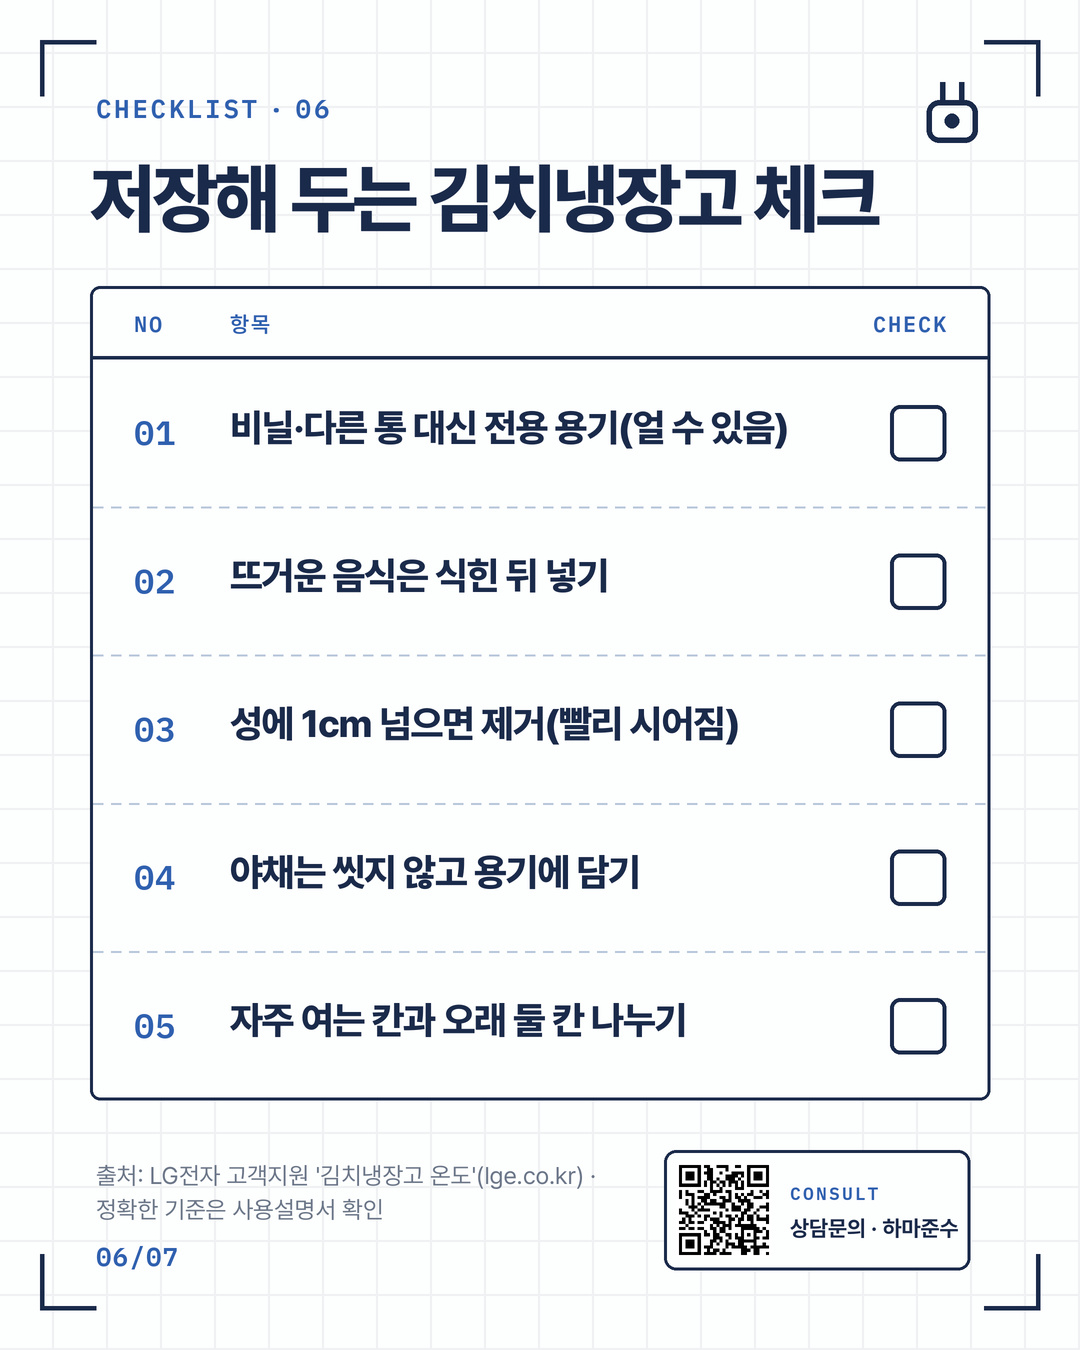 CHECKLIST · 06
저장해 두는 김치냉장고 체크
NO 항목 CHECK
01 비닐·다른 통 대신 전용 용기(얼 수 있음)
02 뜨거운 음식은 식힌 뒤 넣기
03 성에 1cm 넘으면 제거(빨리 시어짐)
04 야채는 씻지 않고 용기에 담기
05 자주 여는 칸과 오래 둘 칸 나누기
출처: LG전자 고객지원 '김치냉장고 온도'(lge.co.kr) ·
정확한 기준은 사용설명서 확인
06/07
CONSULT
상담문의 · 하마준수